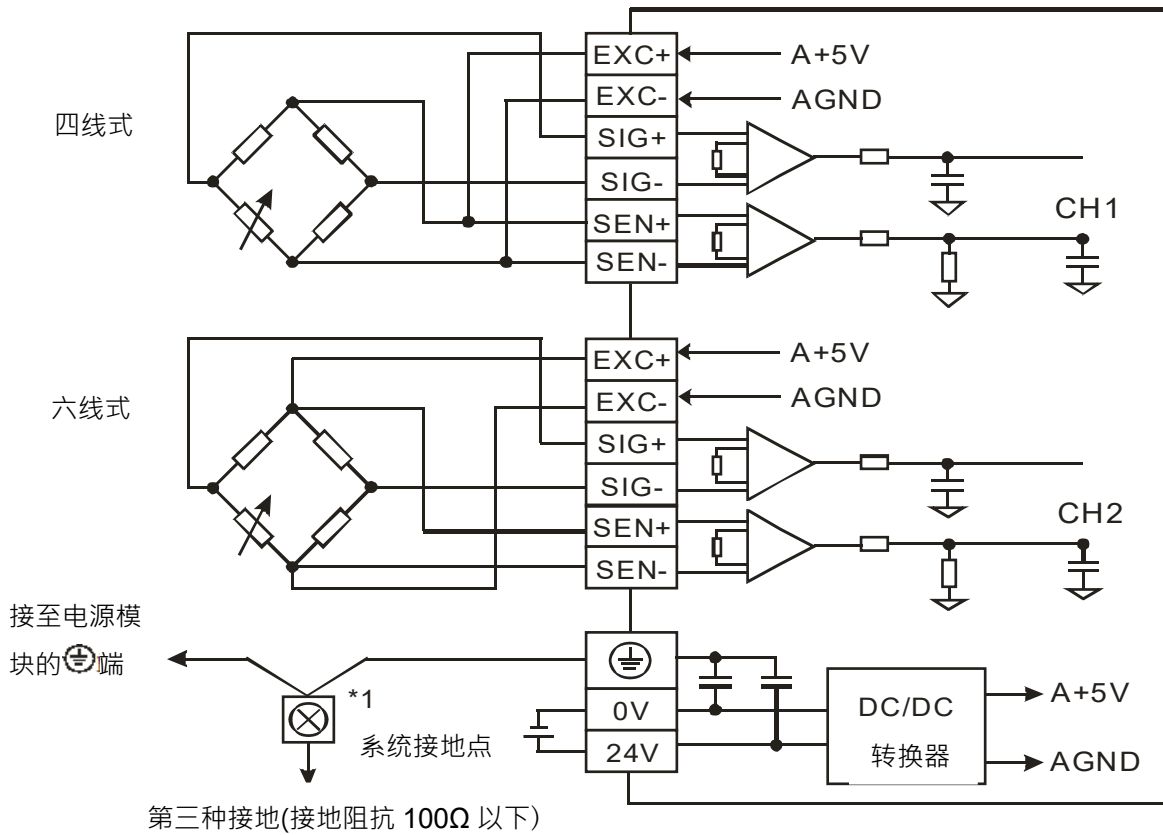 四线式
EXC+
A+5V
EXC-
AGND
SIG+
SIG-
SEN+
CH1
SEN-
六线式
EXC+
A+5V
EXC-
AGND
SIG+
SIG-
SEN+
CH2
SEN-
接至电源模
块的端
*1
系统接地点
0V
24V
DC/DC
转换器
A+5V
AGND
第三种接地(接地阻抗 100Ω 以下)